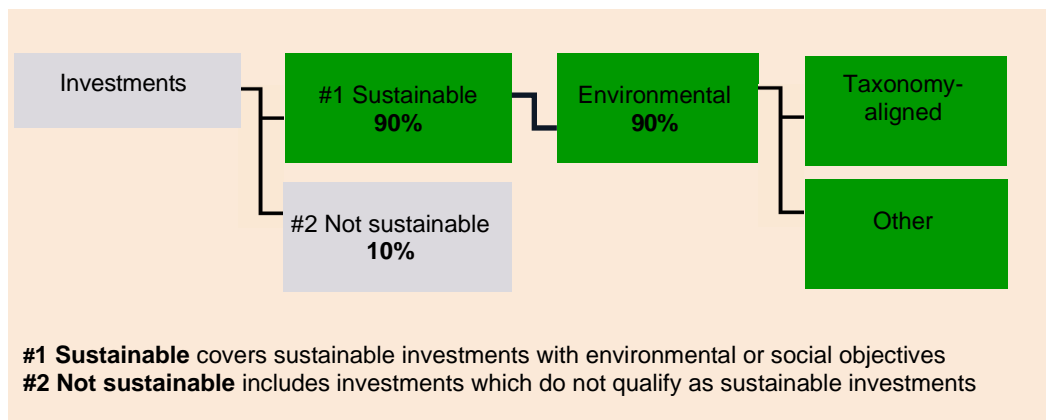 Investments
#1 Sustainable
90%
Environmental
90%
Taxonomy-
aligned
#2 Not sustainable
10%
Other
#1 Sustainable covers sustainable investments with environmental or social objectives
#2 Not sustainable includes investments which do not qualify as sustainable investments